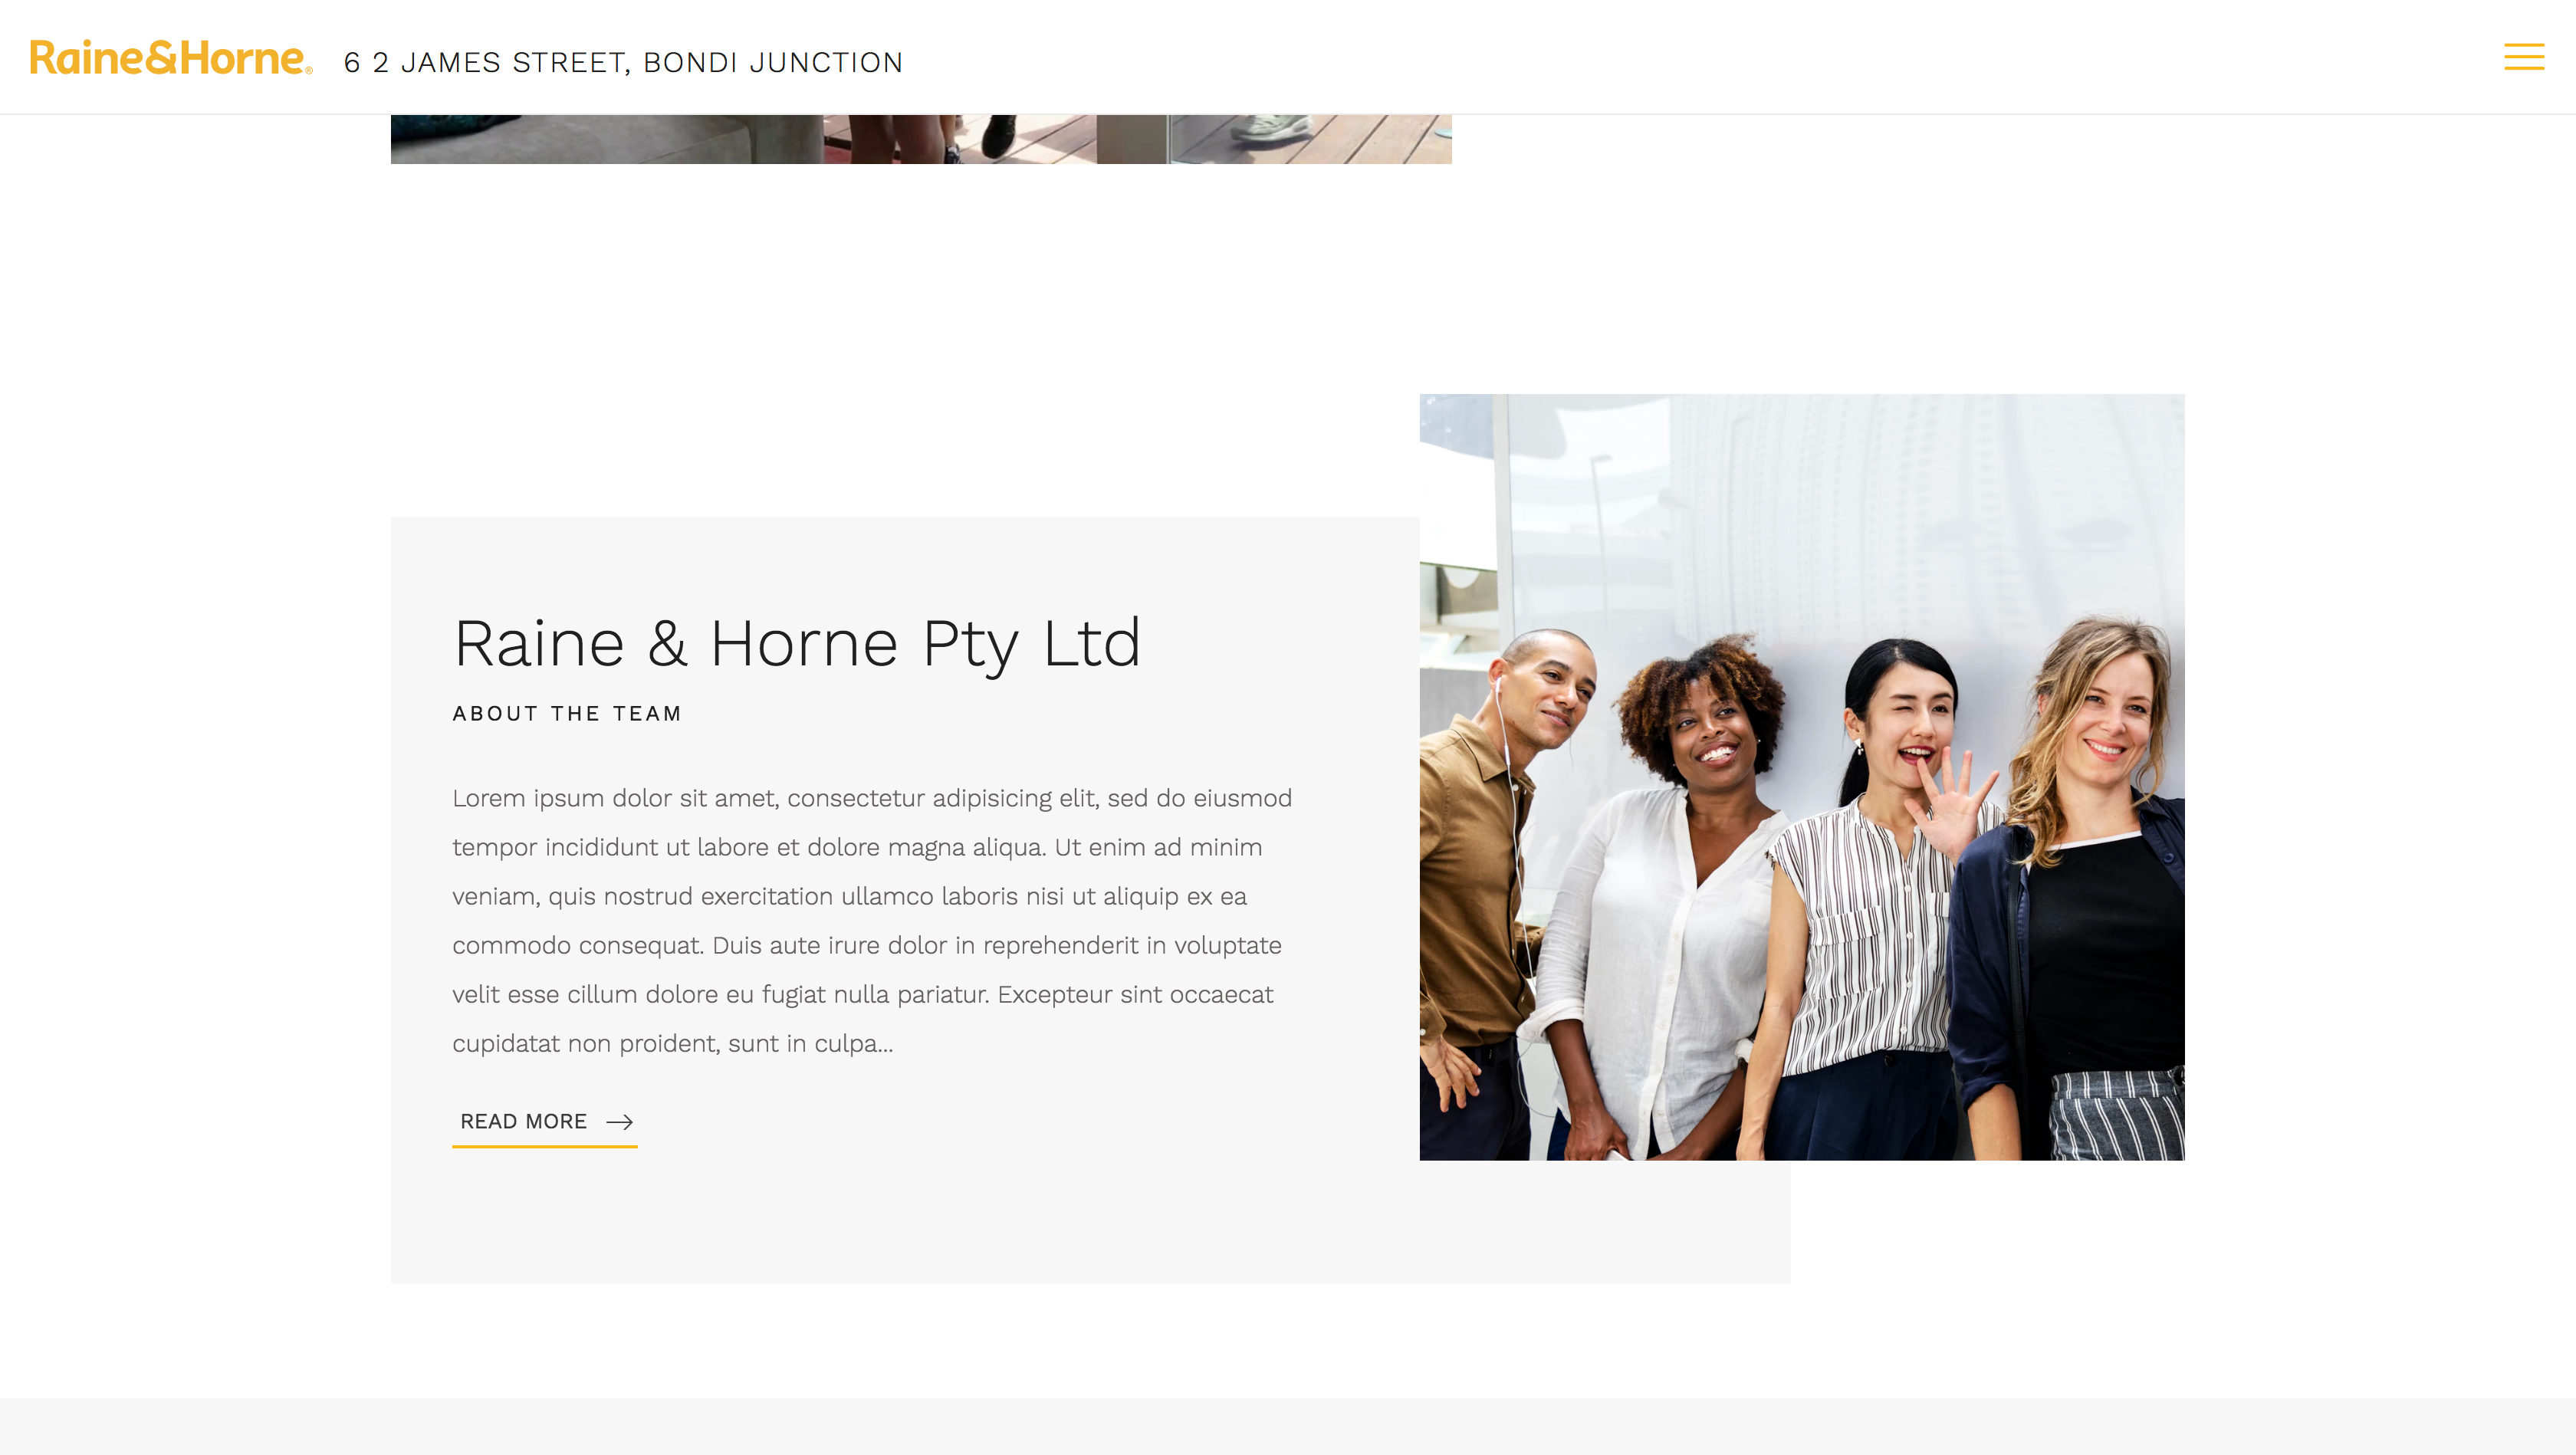 Raine&Horne®
6 2 JAMES STREET, BONDI JUNCTION
Raine & Horne Pty Ltd
ABOUT THE TEAM
Lorem ipsum dolor sit amet, consectetur adipisicing elit, sed do eiusmod
tempor incididunt ut labore et dolore magna aliqua. Ut enim ad minim
veniam, quis nostrud exercitation ullamco laboris nisi ut aliquip ex ea
commodo consequat. Duis aute irure dolor in reprehenderit in voluptate
velit esse cillum dolore eu fugiat nulla pariatur. Excepteur sint occaecat
cupidatat non proident, sunt in culpa...
READ MORE →